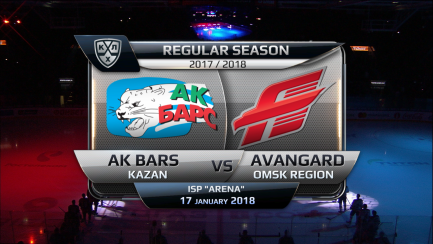 КХЛ
REGULAR SEASON
2017 / 2018
АК
БАРС
AK BARS VS AVANGARD
KAZAN OMSK REGION
ISP "ARENA"
17 JANUARY 2018